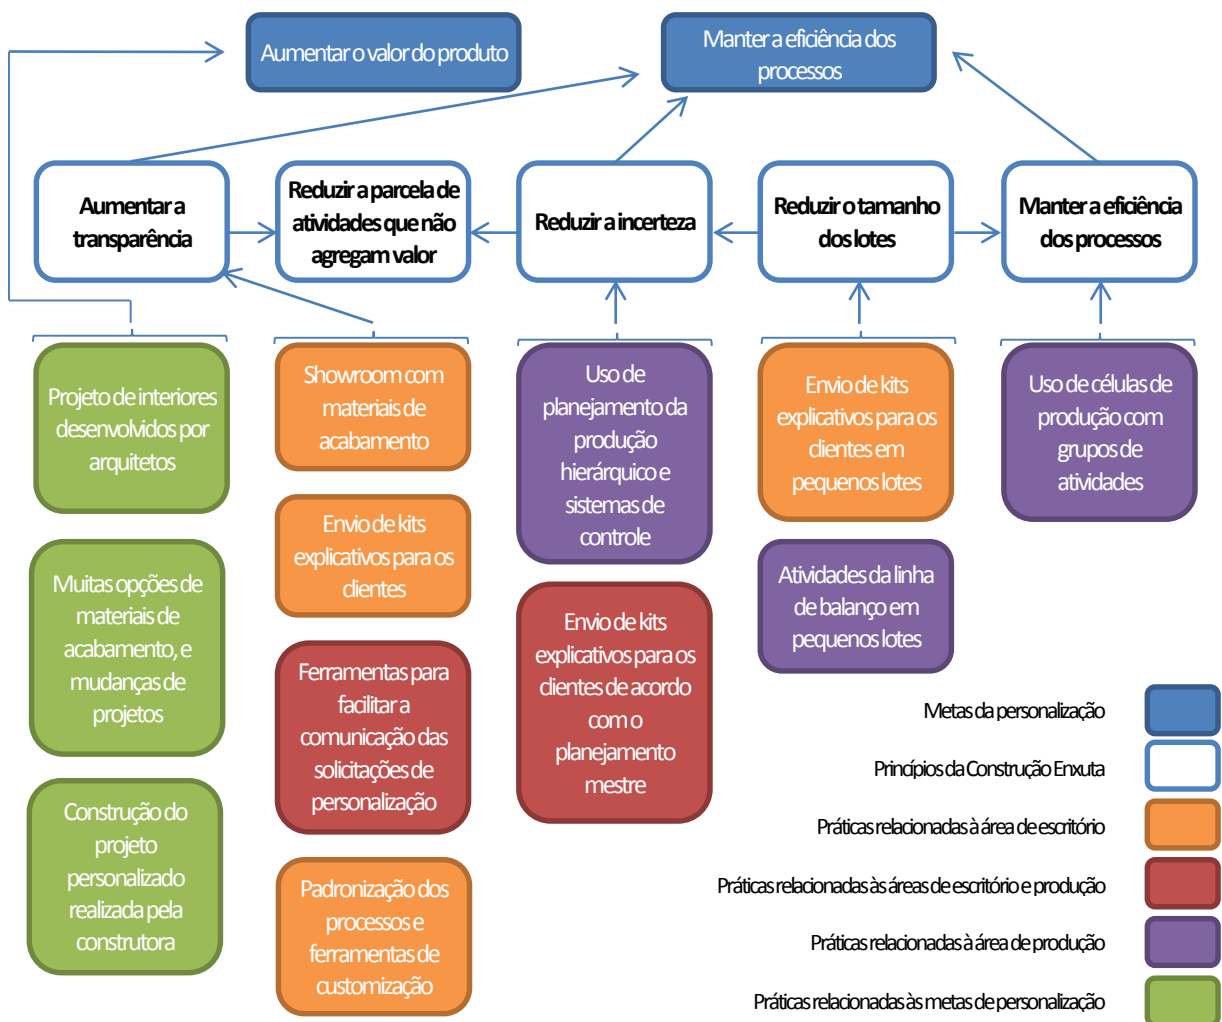 Aumentar o valor do produto
Manter a eficiência dos
processos
Aumentar a
transparência
Reduzir a parcela de
atividades que não
agregam valor
Reduzir a incerteza
Reduzir o tamanho
dos lotes
Manter a eficiência
dos processos
Projeto de interiores
desenvolvidos por
arquitetos
Muitas opções de
materiais de
acabamento, e
mudanças de
projetos
Construção do
projeto
personalizado
realizada pela
construtora
Showroom com
materiais de
acabamento
Envio de kits
explicativos para os
clientes
Ferramentas para
facilitar a
comunicação das
solicitações de
personalização
Padronização dos
processos e
ferramentas de
customização
Uso de
planejamento da
produção
hierárquico e
sistemas de
controle
Envio de kits
explicativos para os
clientes de acordo
com o
planejamento
mestre
Envio de kits
explicativos para os
clientes em
pequenos lotes
Atividades da linha
de balanço em
pequenos lotes
Uso de células de
produção com
grupos de
atividades
Metas da personalização
Princípios da Construção Enxuta
Práticas relacionadas à área de escritório
Práticas relacionadas às áreas de escritório e produção
Práticas relacionadas à área de produção
Práticas relacionadas às metas de personalização